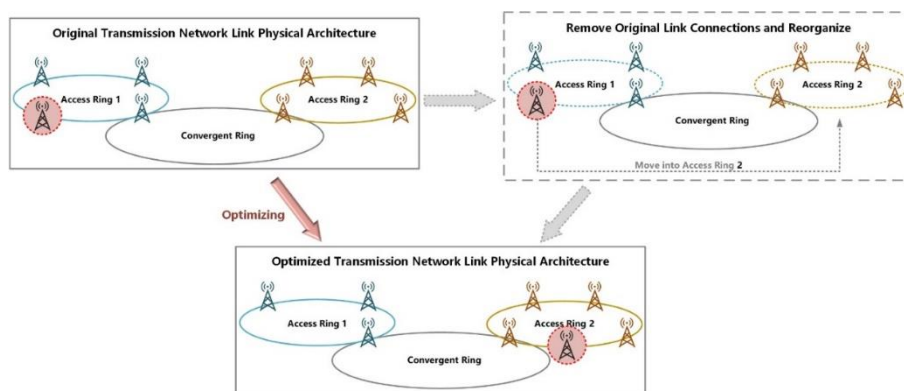 Original Transmission Network Link Physical Architecture
Access Ring 1
Access Ring 2
Convergent Ring
Remove Original Link Connections and Reorganize
Access Ring 1
Access Ring 2
Convergent Ring
Move into Access Ring 2
Optimizing
Optimized Transmission Network Link Physical Architecture
Access Ring 1
Access Ring 2
Convergent Ring